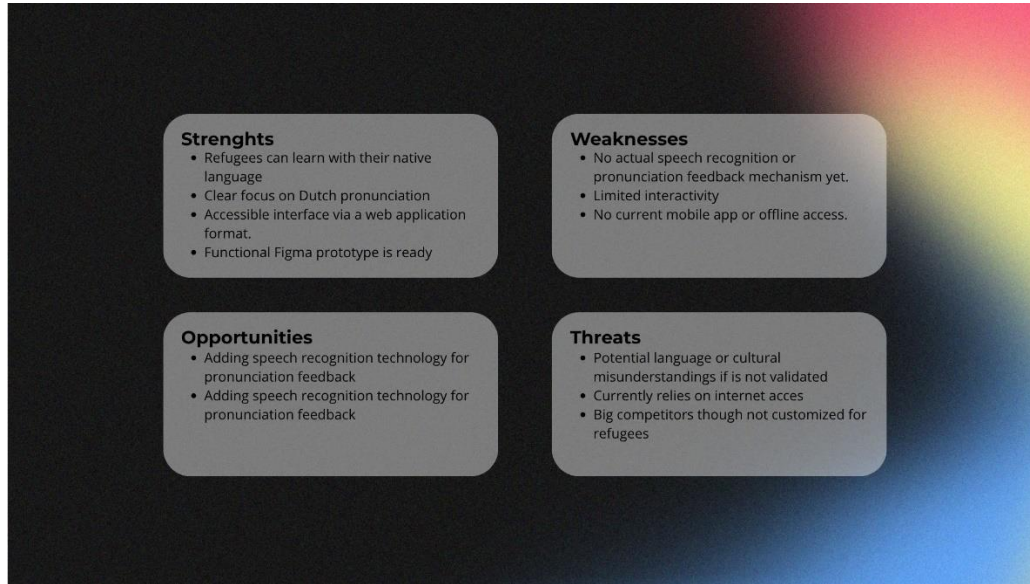 Strenghts
• Refugees can learn with their native
language
• Clear focus on Dutch pronunciation
• Accessible interface via a web application
format.
• Functional Figma prototype is ready
Weaknesses
• No actual speech recognition or
pronunciation feedback mechanism yet.
• Limited interactivity
• No current mobile app or offline access.
Opportunities
• Adding speech recognition technology for
pronunciation feedback
• Adding speech recognition technology for
pronunciation feedback
Threats
• Potential language or cultural
misunderstandings if is not validated
• Currently relies on internet acces
• Big competitors though not customized for
refugees